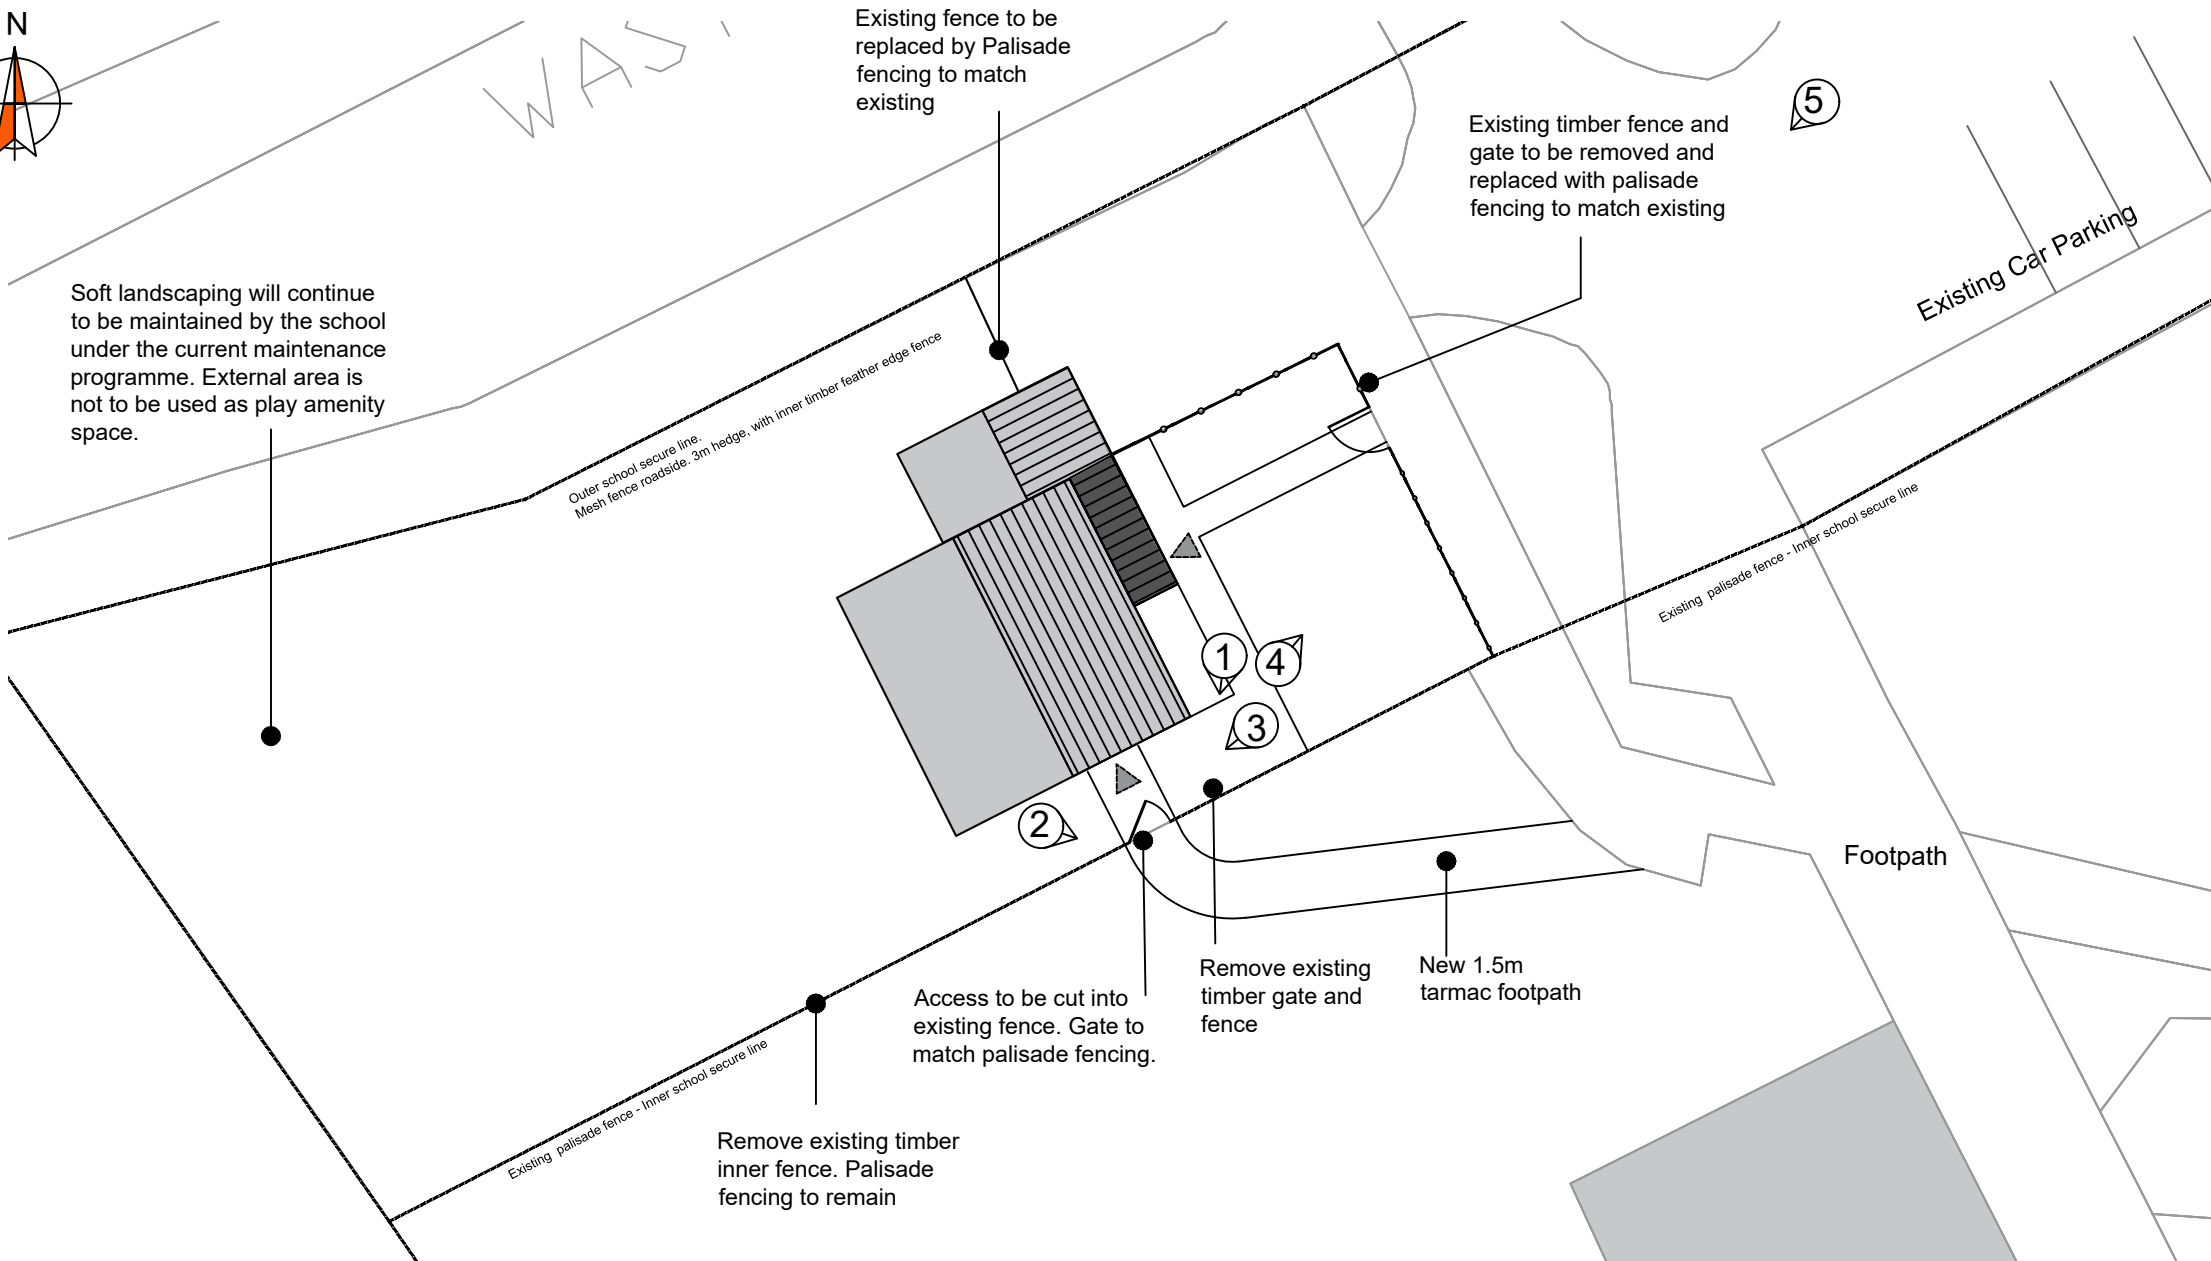 N
WAS
Existing fence to be
replaced by Palisade
fencing to match
existing
5
Existing timber fence and
gate to be removed and
replaced with palisade
fencing to match existing
Existing Car Parking
Soft landscaping will continue
to be maintained by the school
under the current maintenance
programme. External area is
not to be used as play amenity
space.
Outer school secure line.
Mesh fence roadside. 3m hedge, with inner timber feather edge fence
Existing palisade fence - Inner school secure line
1
4
3
2
Footpath
New 1.5m
tarmac footpath
Remove existing
timber gate and
fence
Access to be cut into
existing fence. Gate to
match palisade fencing.
Existing palisade fence - Inner school secure line
Remove existing timber
inner fence. Palisade
fencing to remain